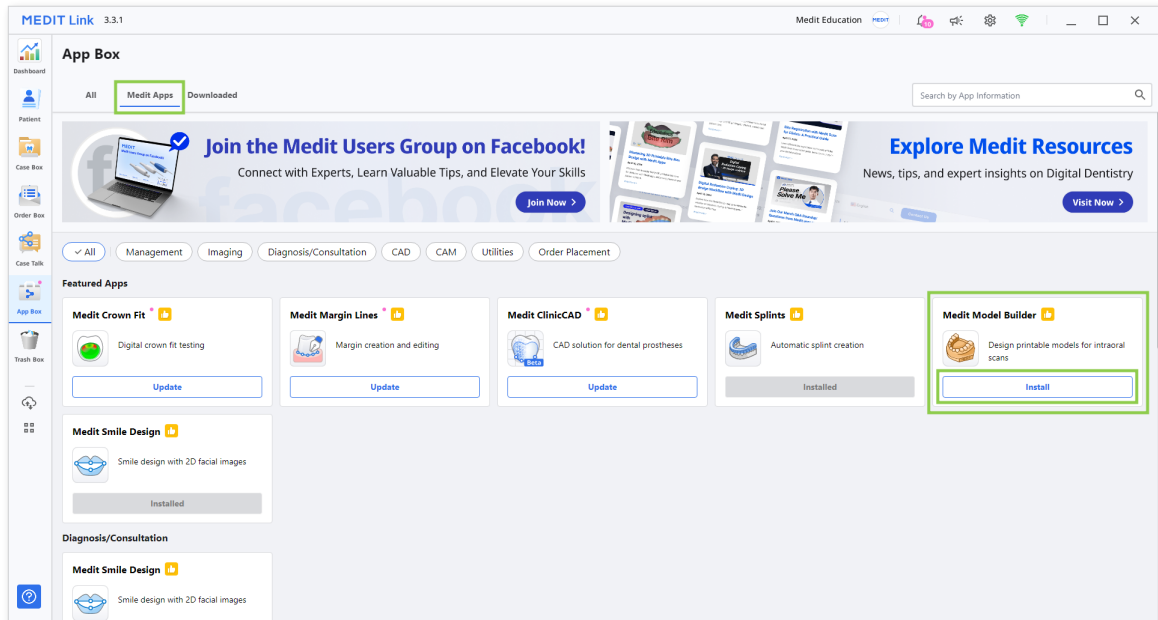 MEDIT Link 3.3.1
Medit Education
MEDIT
10
Dashboard
Patient
Case Box
Order Box
Case Talk
App Box
Trash Box
App Box
All
Medit Apps
Downloaded
Search by App Information
Join the Medit Users Group on Facebook!
Connect with Experts, Learn Valuable Tips, and Elevate Your Skills
Join Now >
Explore Medit Resources
News, tips, and expert insights on Digital Dentistry
Visit Now >
All
Management
Imaging
Diagnosis/Consultation
CAD
CAM
Utilities
Order Placement
Featured Apps
Medit Crown Fit
Digital crown fit testing
Update
Medit Margin Lines
Margin creation and editing
Update
Medit ClinicCAD
Beta
CAD solution for dental prostheses
Update
Medit Splints
Automatic splint creation
Installed
Medit Model Builder
Design printable models for intraoral
scans
Install
Medit Smile Design
Smile design with 2D facial images
Installed
Diagnosis/Consultation
Medit Smile Design
Smile design with 2D facial images